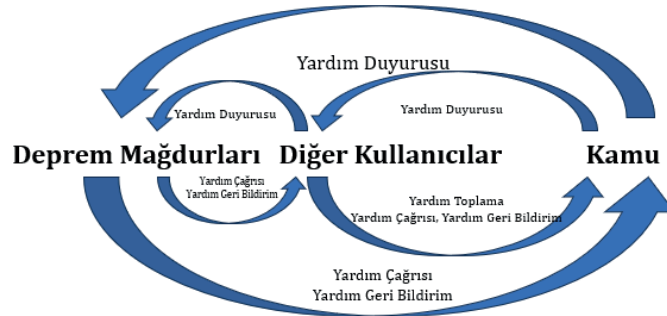 Yardım Duyurusu
Yardım Duyurusu
Yardım Duyurusu
Deprem Mağdurları
Diğer Kullanıcılar
Kamu
Yardım Çağrısı
Yardım Geri Bildirim
Yardım Toplama
Yardım Çağrısı, Yardım Geri Bildirim
Yardım Çağrısı
Yardım Geri Bildirim